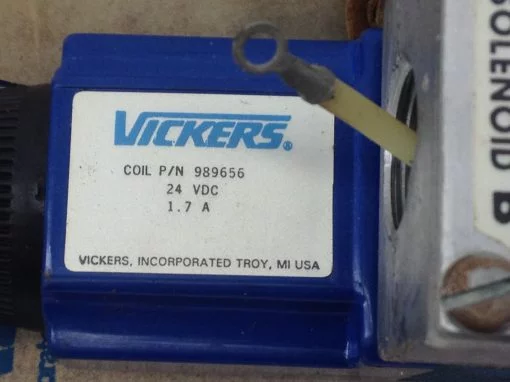 VICKERS®
COIL P/N 989656
24 VDC
1.7 A
VICKERS, INCORPORATED TROY, MI USA
SOLENOID B